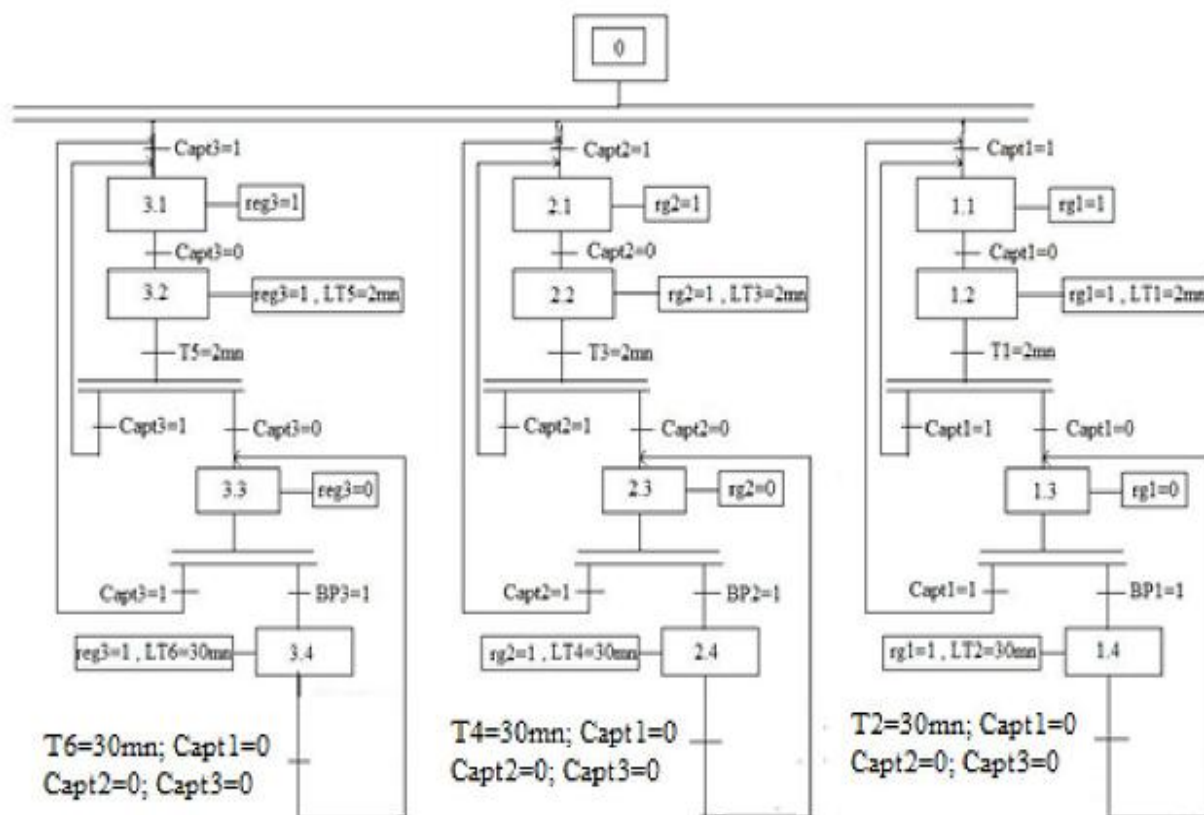 0
Capt3=1
Capt2=1
Capt1=1
3.1
reg3=1
2.1
rg2=1
1.1
rg1=1
Capt3=0
Capt2=0
Capt1=0
3.2
reg3=1 , LT5=2mn
2.2
rg2=1 , LT3=2mn
1.2
rg1=1 , LT1=2mn
T5=2mn
T3=2mn
T1=2mn
Capt3=1
Capt3=0
Capt2=1
Capt2=0
Capt1=1
Capt1=0
3.3
reg3=0
2.3
rg2=0
1.3
rg1=0
Capt3=1
BP3=1
Capt2=1
BP2=1
Capt1=1
BP1=1
reg3=1 , LT6=30mn
3.4
rg2=1 , LT4=30mn
2.4
rg1=1 , LT2=30mn
1.4
T6=30mn; Capt1=0
Capt2=0; Capt3=0
T4=30mn; Capt1=0
Capt2=0; Capt3=0
T2=30mn; Capt1=0
Capt2=0; Capt3=0